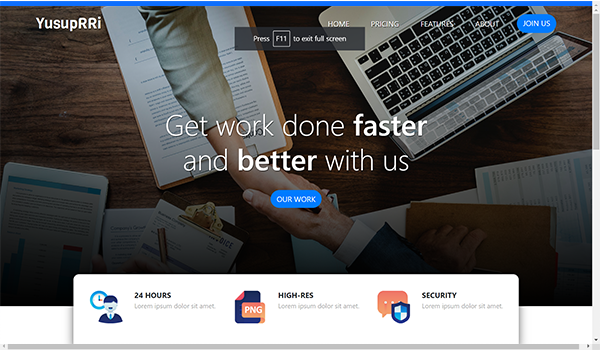 YusupRRi
HOME PRICING FEATURES ABOUT JOIN US
Press F11 to exit full screen
Get work done faster
and better with us
OUR WORK
24 HOURS
Lorem ipsum dolor sit amet.
PNG
HIGH-RES
Lorem ipsum dolor sit amet.
SECURITY
Lorem ipsum dolor sit amet.